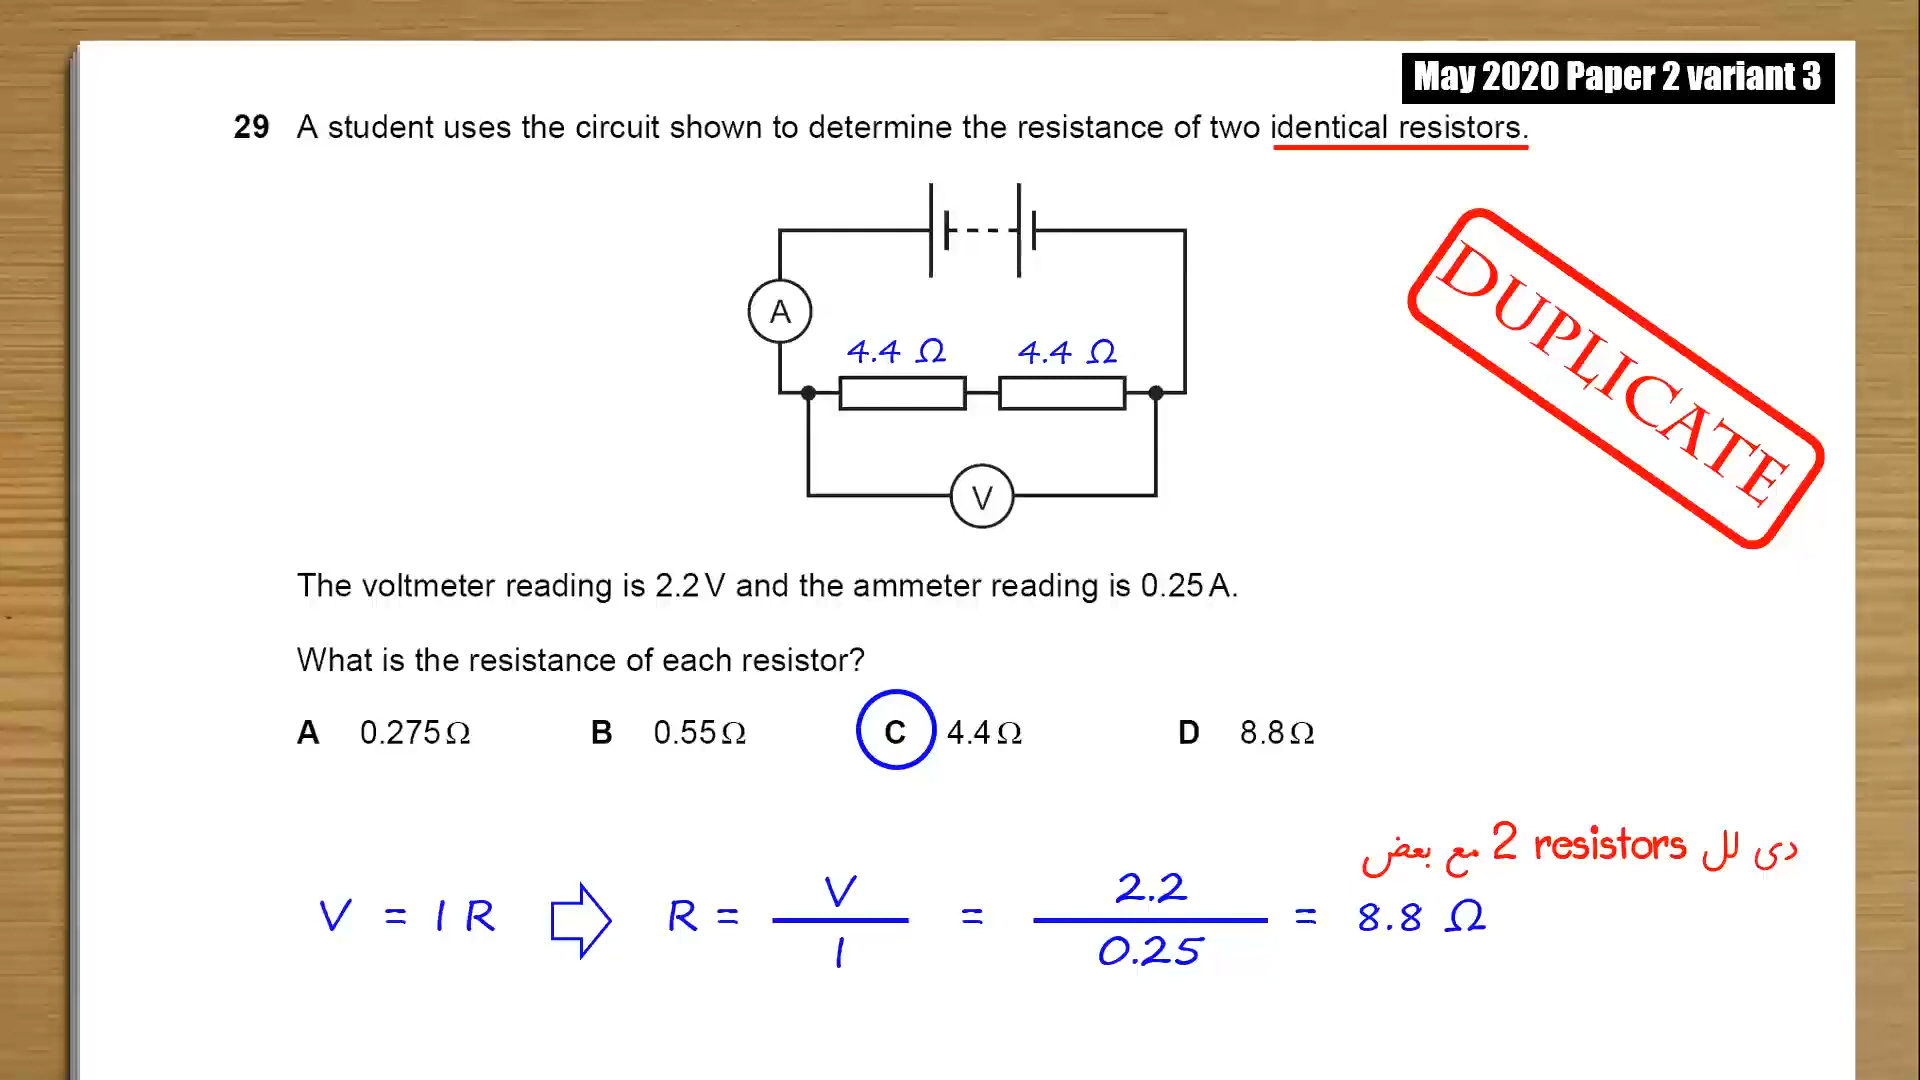 May 2020 Paper 2 variant 3
29 A student uses the circuit shown to determine the resistance of two identical resistors.
DUPLICATE
A
4.4 Ω 4.4 Ω
V
The voltmeter reading is 2.2 V and the ammeter reading is 0.25 A.
What is the resistance of each resistor?
A 0.275 Ω B 0.55 Ω C 4.4 Ω D 8.8 Ω
دى لل 2 resistors مع بعض
V = I R ⇨ R = V / I = 2.2 / 0.25 = 8.8 Ω